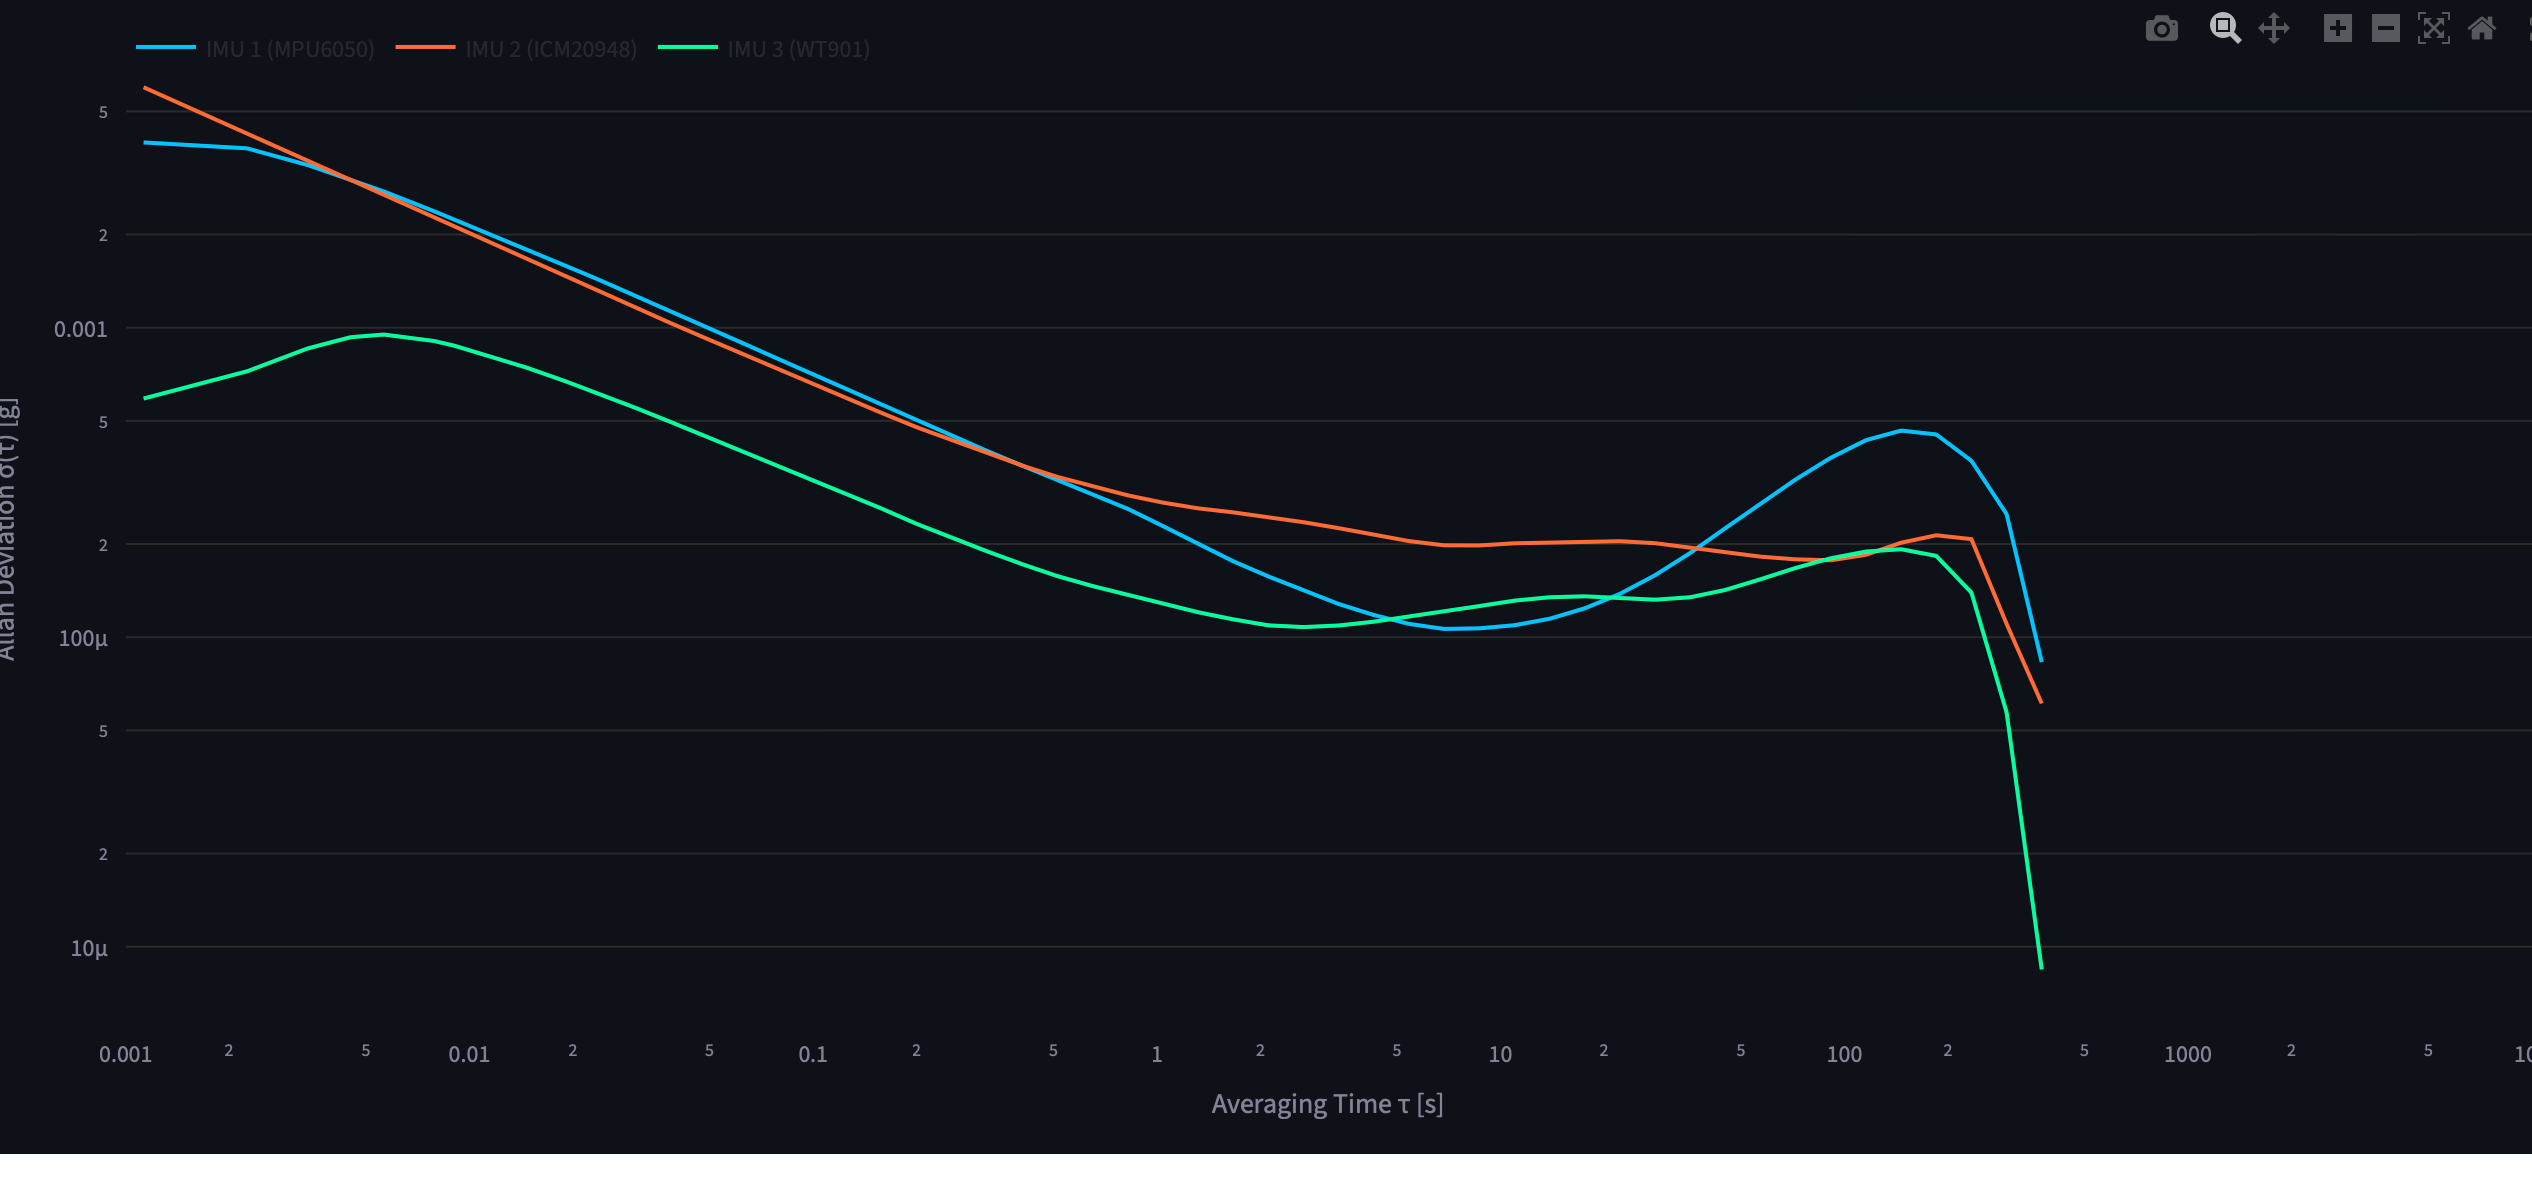 IMU 1 (MPU6050) IMU 2 (ICM20948) IMU 3 (WT901)
5
2
0.001
5
2
100μ
5
2
10μ
Allan Deviation σ(τ) [g]
0.001 2 5 0.01 2 5 0.1 2 5 1 2 5 10 2 5 100 2 5 1000 2 5 10
Averaging Time τ [s]